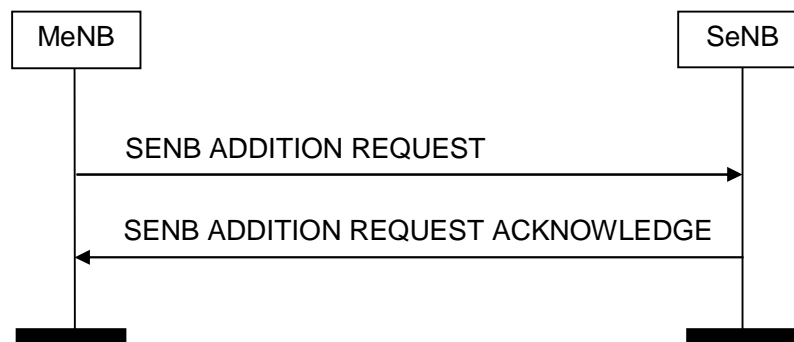 MeNB
SeNB
SENB ADDITION REQUEST
SENB ADDITION REQUEST ACKNOWLEDGE